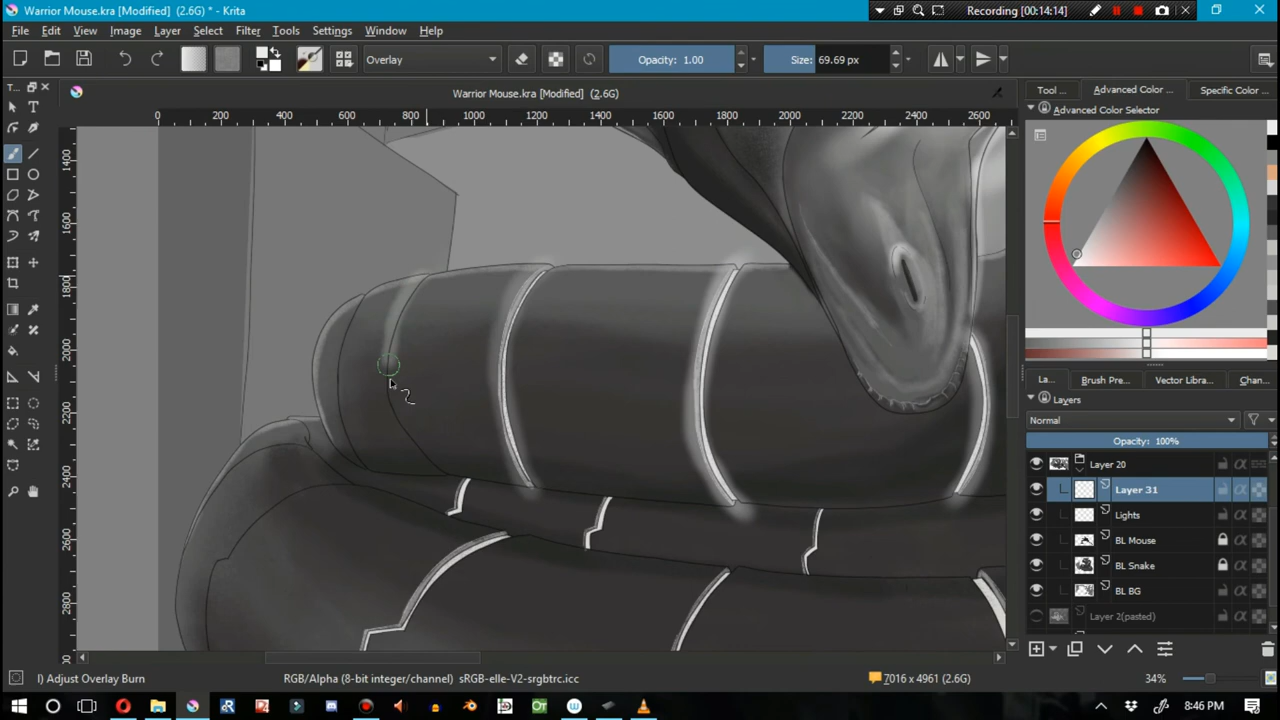 Warrior Mouse.kra [Modified] (2.6G) * - Krita
Recording [00:14:14]
File Edit View Image Layer Select Filter Tools Settings Window Help
Overlay
Opacity: 1.00
Size: 69.69 px
T...
Warrior Mouse.kra [Modified] (2.6G)
Tool ...
Advanced Color ...
Specific Color ...
Advanced Color Selector
0 200 400 600 800 1000 1200 1400 1600 1800 2000 2200 2400 2600
1400
1600
1800
2000
2200
2400
2600
2800
La...
Brush Pre...
Vector Libra...
Chan...
Layers
Normal
Opacity: 100%
Layer 20
Layer 31
Lights
BL Mouse
BL Snake
BL BG
Layer 2(pasted)
I) Adjust Overlay Burn
RGB/Alpha (8-bit integer/channel) sRGB-elle-V2-srgbtrc.icc
7016 x 4961 (2.6G)
34%
8:46 PM